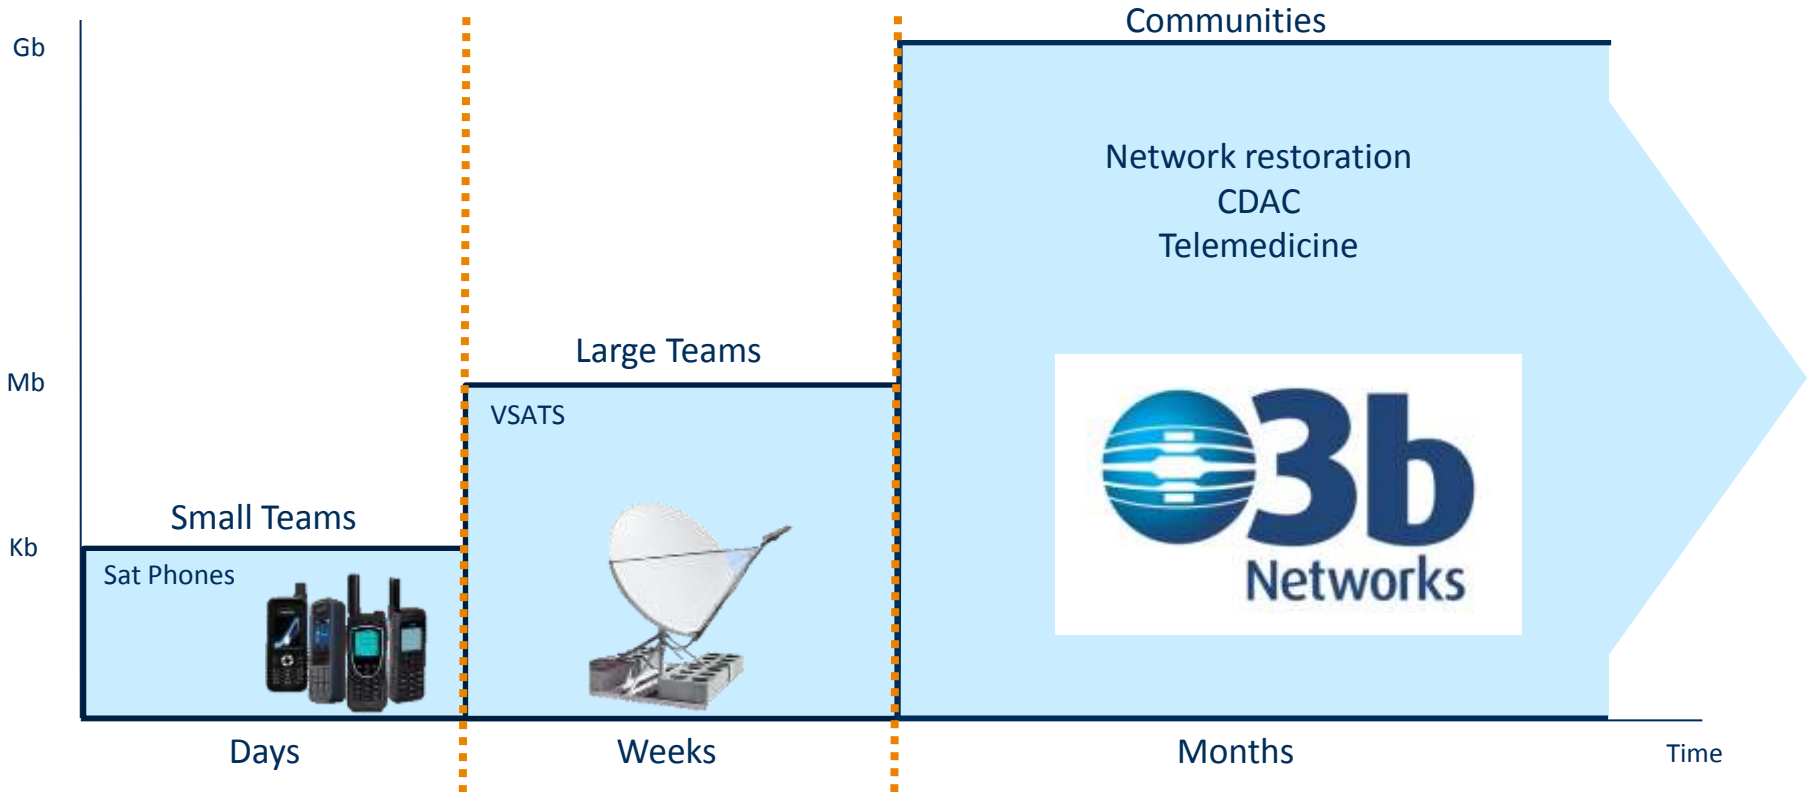 Communities
Gb
Network restoration
CDAC
Telemedicine
Large Teams
Mb
VSATS
O3b
Networks
Small Teams
Kb
Sat Phones
Days
Weeks
Months
Time